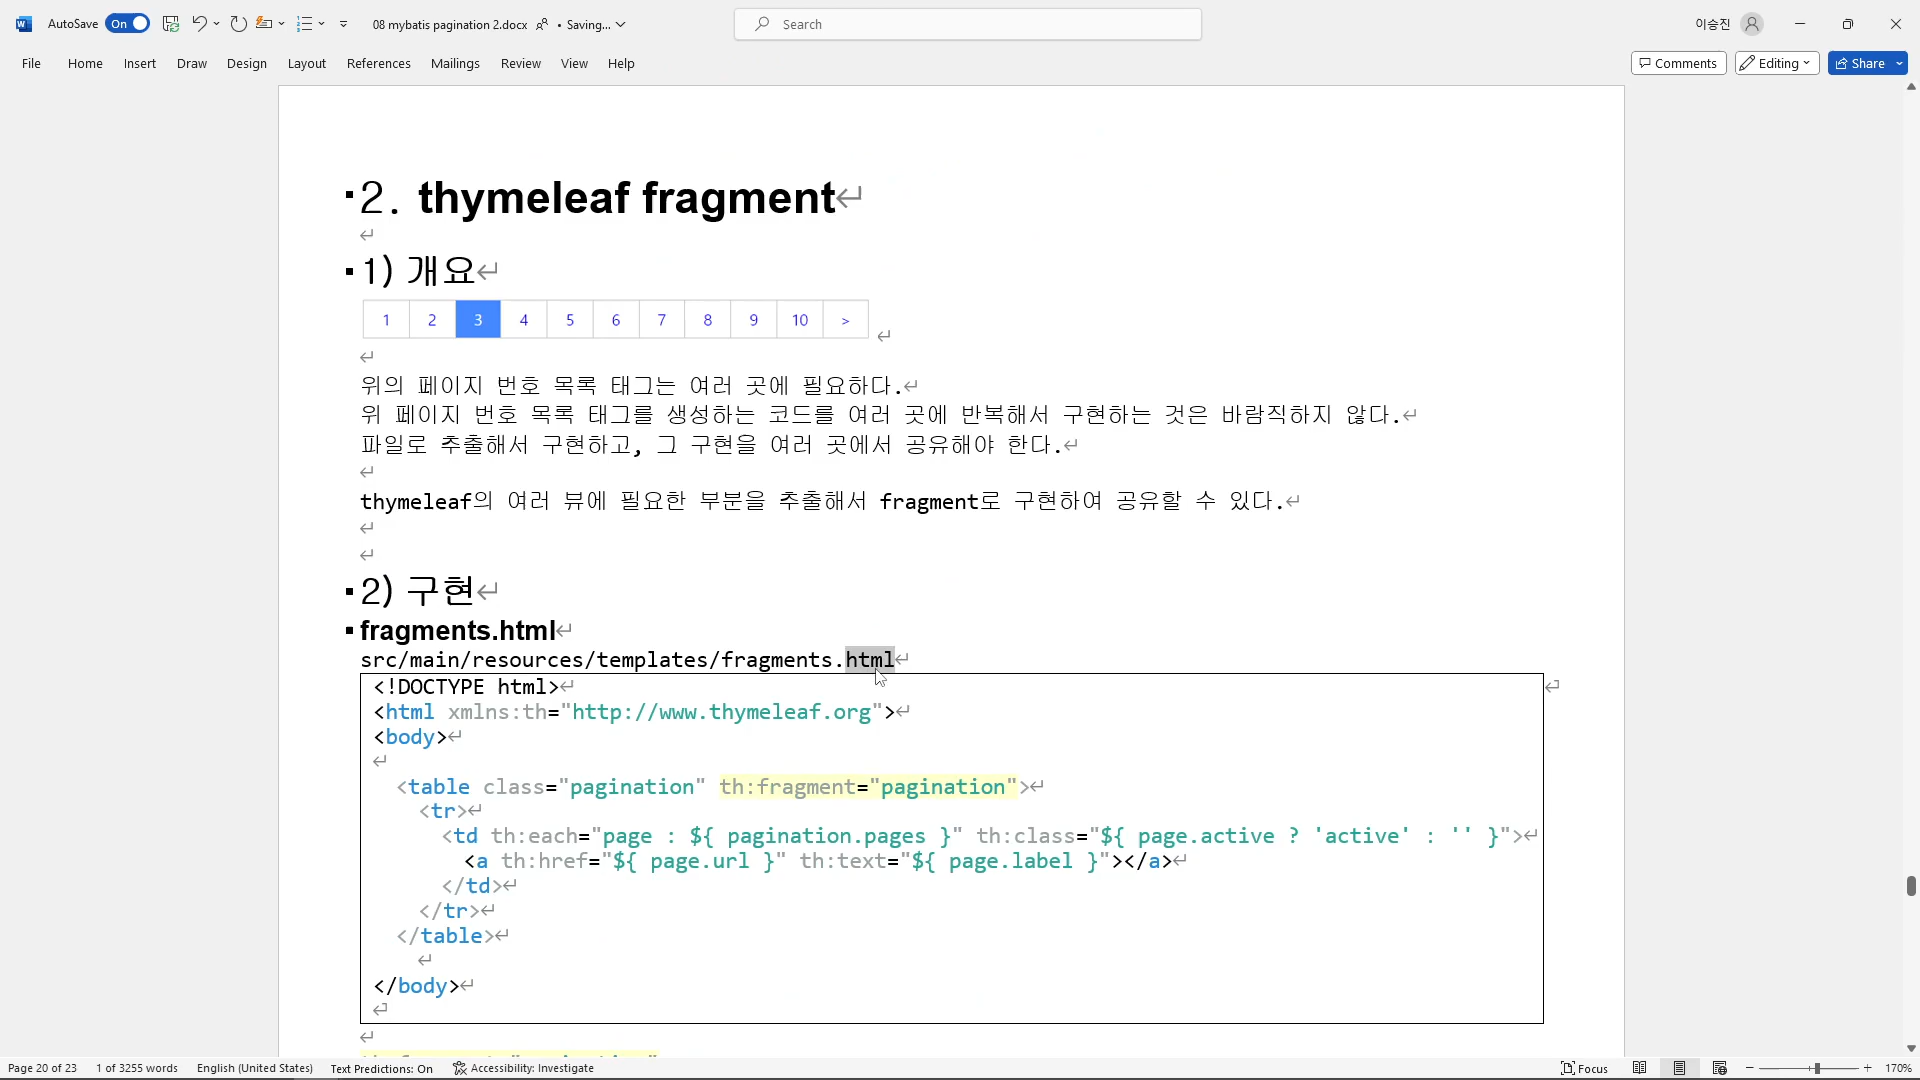 AutoSave On 08 mybatis pagination 2.docx • Saving... Search 이승진
File Home Insert Draw Design Layout References Mailings Review View Help Comments Editing Share
2. thymeleaf fragment
1) 개요
1 2 3 4 5 6 7 8 9 10 >
위의 페이지 번호 목록 태그는 여러 곳에 필요하다.
위 페이지 번호 목록 태그를 생성하는 코드를 여러 곳에 반복해서 구현하는 것은 바람직하지 않다.
파일로 추출해서 구현하고, 그 구현을 여러 곳에서 공유해야 한다.
thymeleaf의 여러 뷰에 필요한 부분을 추출해서 fragment로 구현하여 공유할 수 있다.
2) 구현
fragments.html
src/main/resources/templates/fragments.html
<!DOCTYPE html>
<html xmlns:th="http://www.thymeleaf.org">
<body>
<table class="pagination" th:fragment="pagination">
<tr>
<td th:each="page : ${ pagination.pages }" th:class="${ page.active ? 'active' : '' }">
<a th:href="${ page.url }" th:text="${ page.label }"></a>
</td>
</tr>
</table>
</body>
Page 20 of 23 1 of 3255 words English (United States) Text Predictions: On Accessibility: Investigate Focus 170%